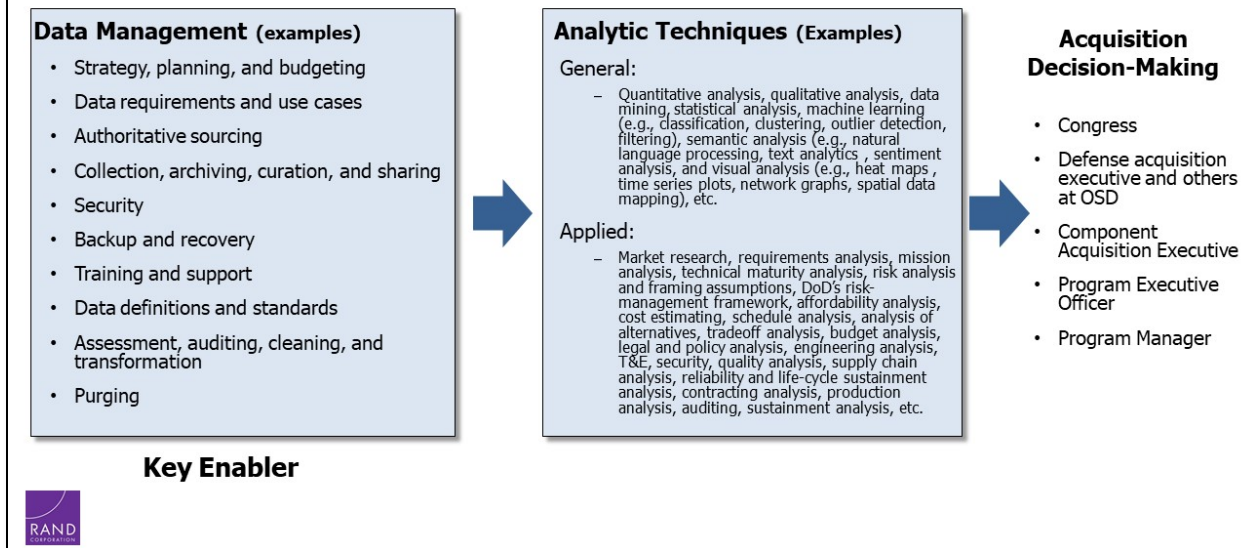 Data Management (examples)
• Strategy, planning, and budgeting
• Data requirements and use cases
• Authoritative sourcing
• Collection, archiving, curation, and sharing
• Security
• Backup and recovery
• Training and support
• Data definitions and standards
• Assessment, auditing, cleaning, and
transformation
• Purging
Key Enabler
Analytic Techniques (Examples)
General:
– Quantitative analysis, qualitative analysis, data
mining, statistical analysis, machine learning
(e.g., classification, clustering, outlier detection,
filtering), semantic analysis (e.g., natural
language processing, text analytics , sentiment
analysis, and visual analysis (e.g., heat maps ,
time series plots, network graphs, spatial data
mapping), etc.
Applied:
– Market research, requirements analysis, mission
analysis, technical maturity analysis, risk analysis
and framing assumptions, DoD's risk-
management framework, affordability analysis,
cost estimating, schedule analysis, analysis of
alternatives, tradeoff analysis, budget analysis,
legal and policy analysis, engineering analysis,
T&E, security, quality analysis, supply chain
analysis, reliability and life-cycle sustainment
analysis, contracting analysis, production
analysis, auditing, sustainment analysis, etc.
Acquisition
Decision-Making
• Congress
• Defense acquisition
executive and others
at OSD
• Component
Acquisition Executive
• Program Executive
Officer
• Program Manager
RAND
CORPORATION